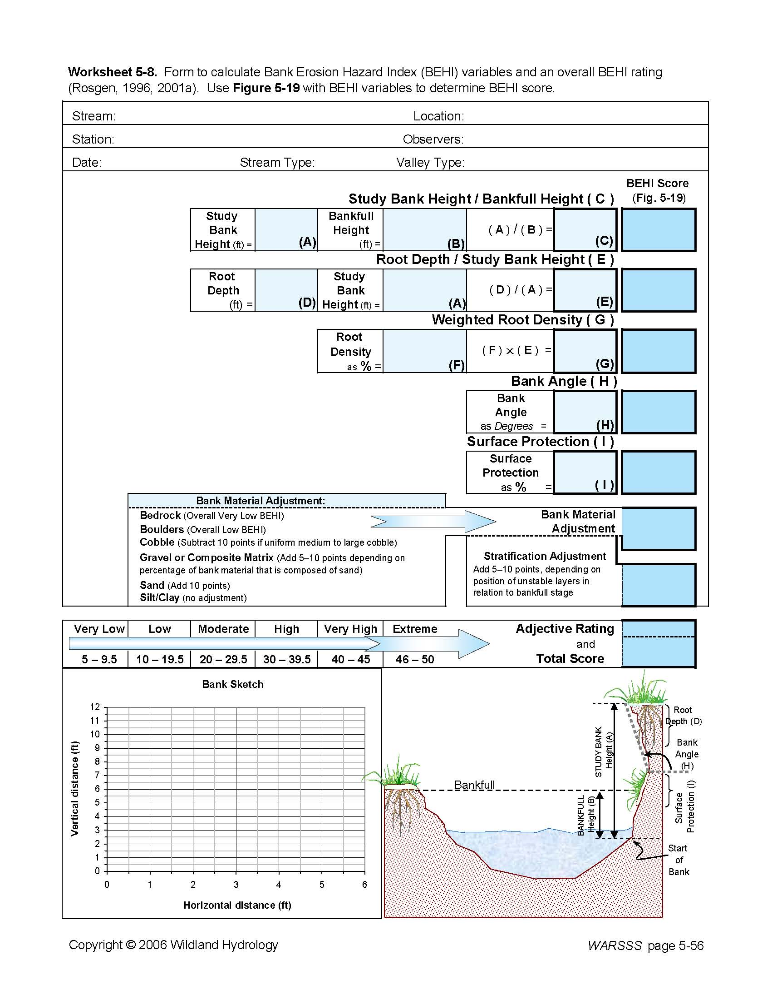 Worksheet 5-8. Form to calculate Bank Erosion Hazard Index (BEHI) variables and an overall BEHI rating
(Rosgen, 1996, 2001a). Use Figure 5-19 with BEHI variables to determine BEHI score.
Stream: Location:
Station: Observers:
Date: Stream Type: Valley Type:
BEHI Score
(Fig. 5-19)
Study Bank Height / Bankfull Height ( C )
Study
Bank
Height (ft) =
(A)
Bankfull
Height
(ft) =
(B)
( A ) / ( B ) =
(C)
Root Depth / Study Bank Height ( E )
Root
Depth
(ft) =
(D)
Study
Bank
Height (ft) =
(A)
( D ) / ( A ) =
(E)
Weighted Root Density ( G )
Root
Density
as % =
(F)
( F ) x ( E ) =
(G)
Bank Angle ( H )
Bank
Angle
as Degrees =
(H)
Surface Protection ( I )
Surface
Protection
as % =
( I )
Bank Material Adjustment:
Bedrock (Overall Very Low BEHI)
Boulders (Overall Low BEHI)
Cobble (Subtract 10 points if uniform medium to large cobble)
Gravel or Composite Matrix (Add 5–10 points depending on
percentage of bank material that is composed of sand)
Sand (Add 10 points)
Silt/Clay (no adjustment)
Bank Material
Adjustment
Stratification Adjustment
Add 5–10 points, depending on
position of unstable layers in
relation to bankfull stage
Very Low Low Moderate High Very High Extreme
5 – 9.5 10 – 19.5 20 – 29.5 30 – 39.5 40 – 45 46 – 50
Adjective Rating
and
Total Score
Bank Sketch
12
11
10
9
8
7
6
5
4
3
2
1
0
Vertical distance (ft)
0 1 2 3 4 5 6
Horizontal distance (ft)
Root
Depth (D)
Bank
Angle
(H)
STUDY BANK
Height (A)
Bankfull
BANKFULL
Height (B)
Surface
Protection (I)
Start
of
Bank
Copyright © 2006 Wildland Hydrology
WARSSS page 5-56